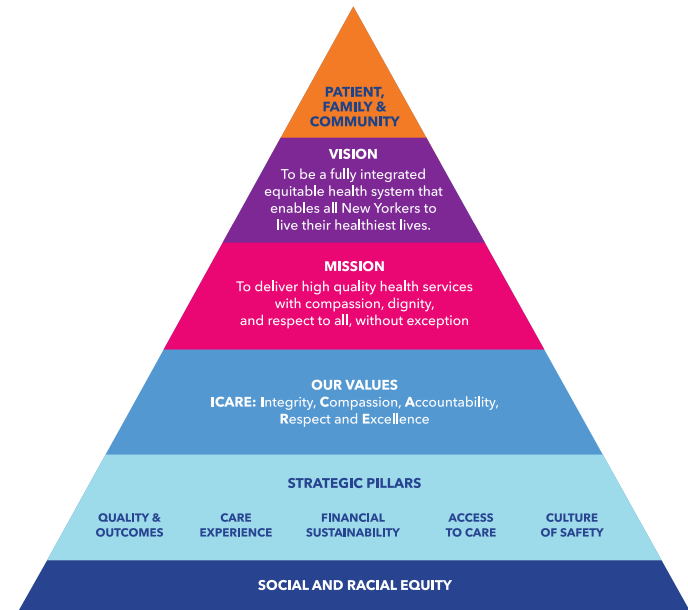 PATIENT,
FAMILY &
COMMUNITY
VISION
To be a fully integrated
equitable health system that
enables all New Yorkers to
live their healthiest lives.
MISSION
To deliver high quality health services
with compassion, dignity,
and respect to all, without exception
OUR VALUES
ICARE: Integrity, Compassion, Accountability,
Respect and Excellence
STRATEGIC PILLARS
QUALITY &
OUTCOMES
CARE
EXPERIENCE
FINANCIAL
SUSTAINABILITY
ACCESS
TO CARE
CULTURE
OF SAFETY
SOCIAL AND RACIAL EQUITY